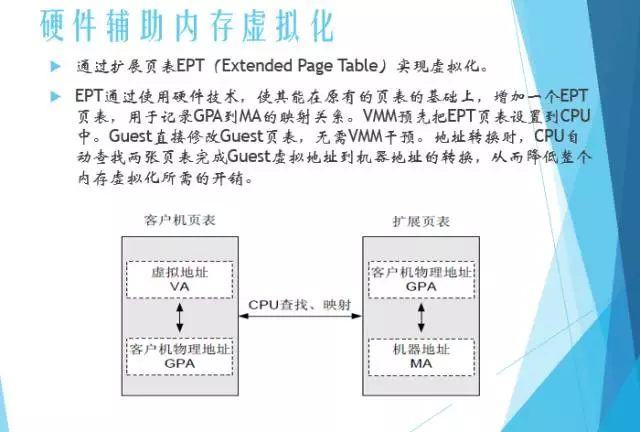 硬件辅助内存虚拟化
通过扩展页表EPT（Extended Page Table）实现虚拟化。
EPT通过使用硬件技术，使其能在原有的页表的基础上，增加一个EPT
页表，用于记录GPA到MA的映射关系。VMM预先把EPT页表设置到CPU
中。Guest直接修改Guest页表，无需VMM干预。地址转换时，CPU自
动查找两张页表完成Guest虚拟地址到机器地址的转换，从而降低整个
内存虚拟化所需的开销。
客户机页表
扩展页表
虚拟地址
VA
客户机物理地址
GPA
CPU查找、映射
客户机物理地址
GPA
机器地址
MA